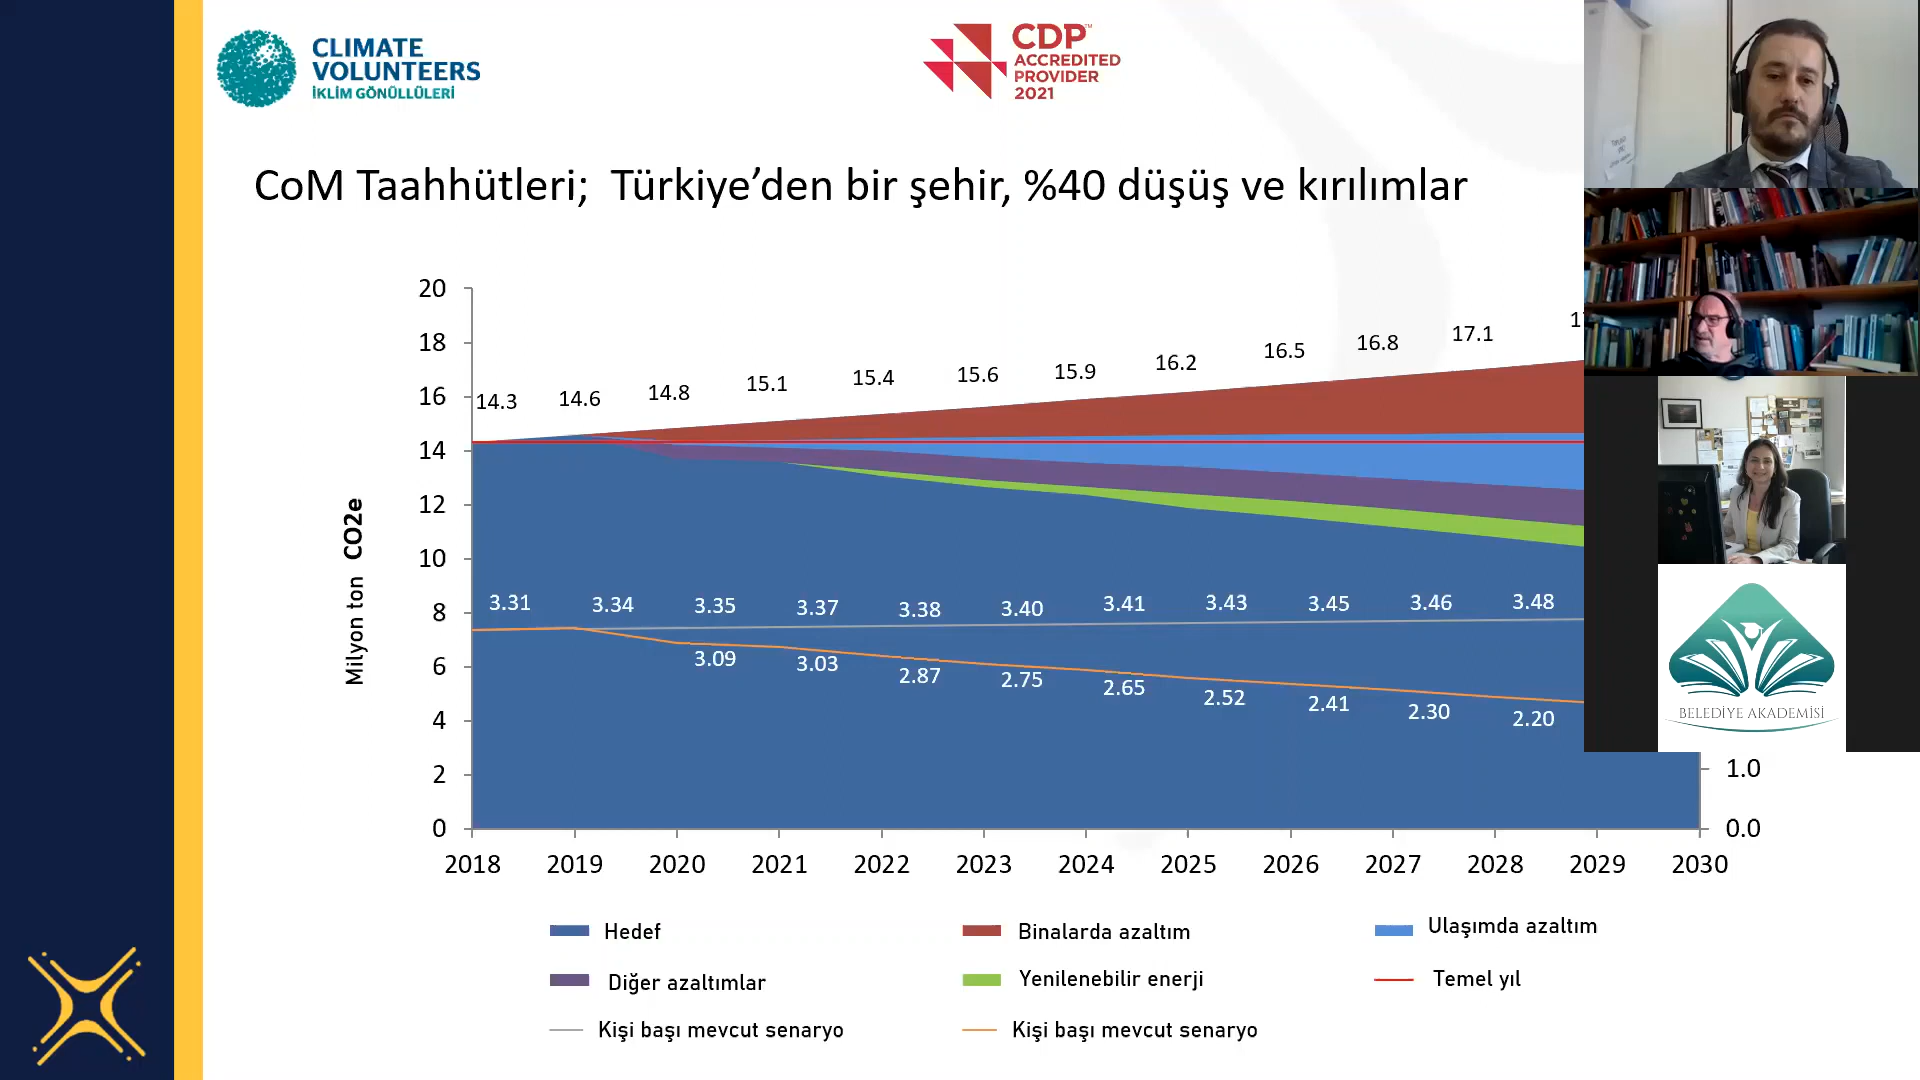 CLIMATE
VOLUNTEERS
İKLİM GÖNÜLLÜLERİ
CDP™
ACCREDITED
PROVIDER
2021
CoM Taahhütleri; Türkiye’den bir şehir, %40 düşüş ve kırılımlar
Milyon ton CO2e
20
18
16
14
12
10
8
6
4
2
0
14.3 14.6 14.8 15.1 15.4 15.6 15.9 16.2 16.5 16.8 17.1
3.31 3.34 3.35 3.37 3.38 3.40 3.41 3.43 3.45 3.46 3.48
3.09 3.03 2.87 2.75 2.65 2.52 2.41 2.30 2.20
1.0
0.0
2018 2019 2020 2021 2022 2023 2024 2025 2026 2027 2028 2029 2030
Hedef Binalarda azaltım Ulaşımda azaltım
Diğer azaltımlar Yenilenebilir enerji Temel yıl
Kişi başı mevcut senaryo Kişi başı mevcut senaryo
BELEDİYE AKADEMİSİ